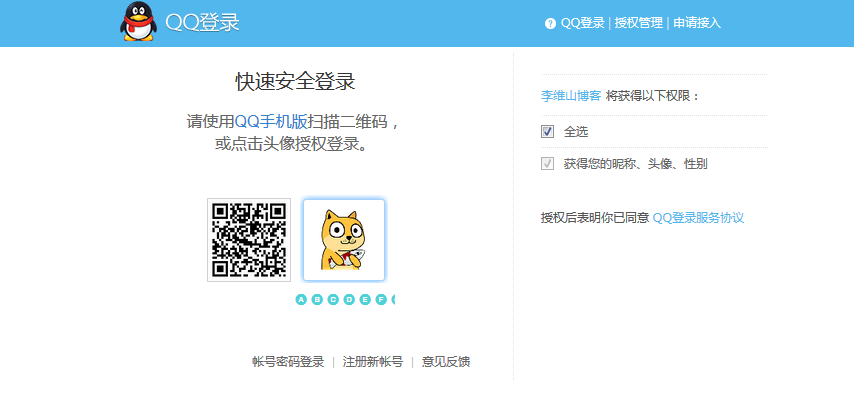 QQ登录
QQ登录 | 授权管理 | 申请接入
快速安全登录
请使用QQ手机版扫描二维码，
或点击头像授权登录。
A B C D E F
帐号密码登录 | 注册新帐号 | 意见反馈
李维山博客 将获得以下权限：
全选
获得您的昵称、头像、性别
授权后表明你已同意 QQ登录服务协议